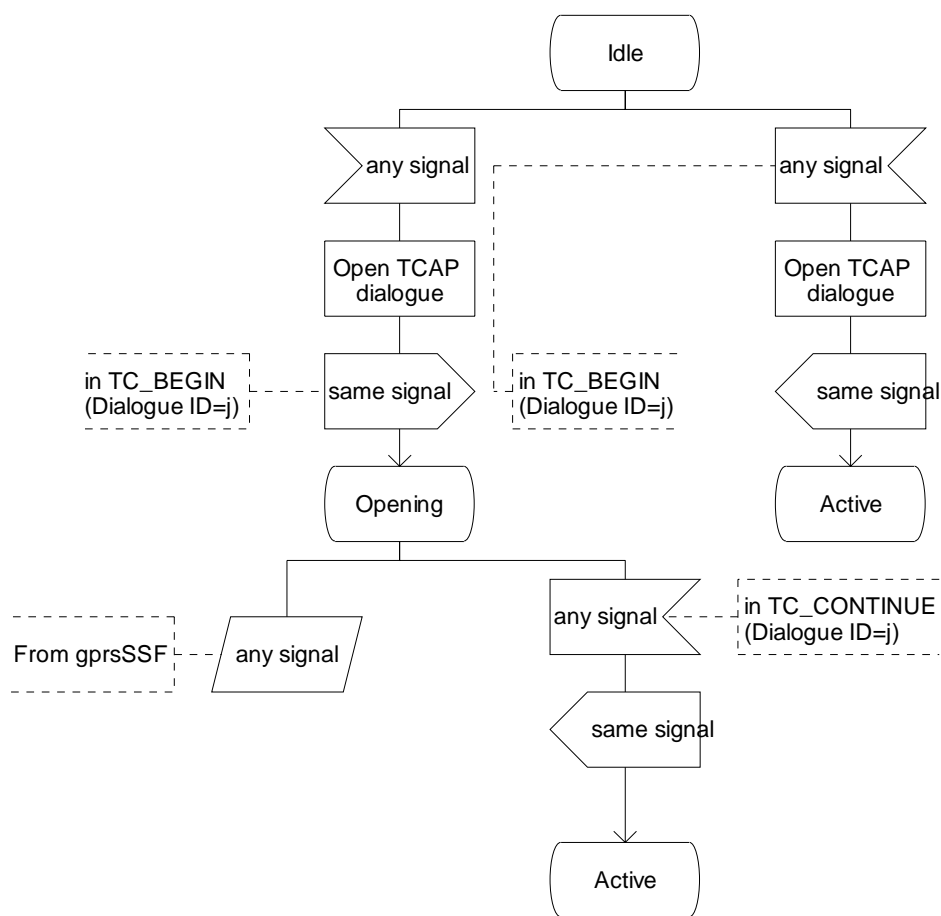 Idle
any signal
any signal
Open TCAP
dialogue
Open TCAP
dialogue
in TC_BEGIN
(Dialogue ID=j)
same signal
in TC_BEGIN
(Dialogue ID=j)
same signal
Opening
Active
any signal
in TC_CONTINUE
(Dialogue ID=j)
From gprsSSF
any signal
same signal
Active